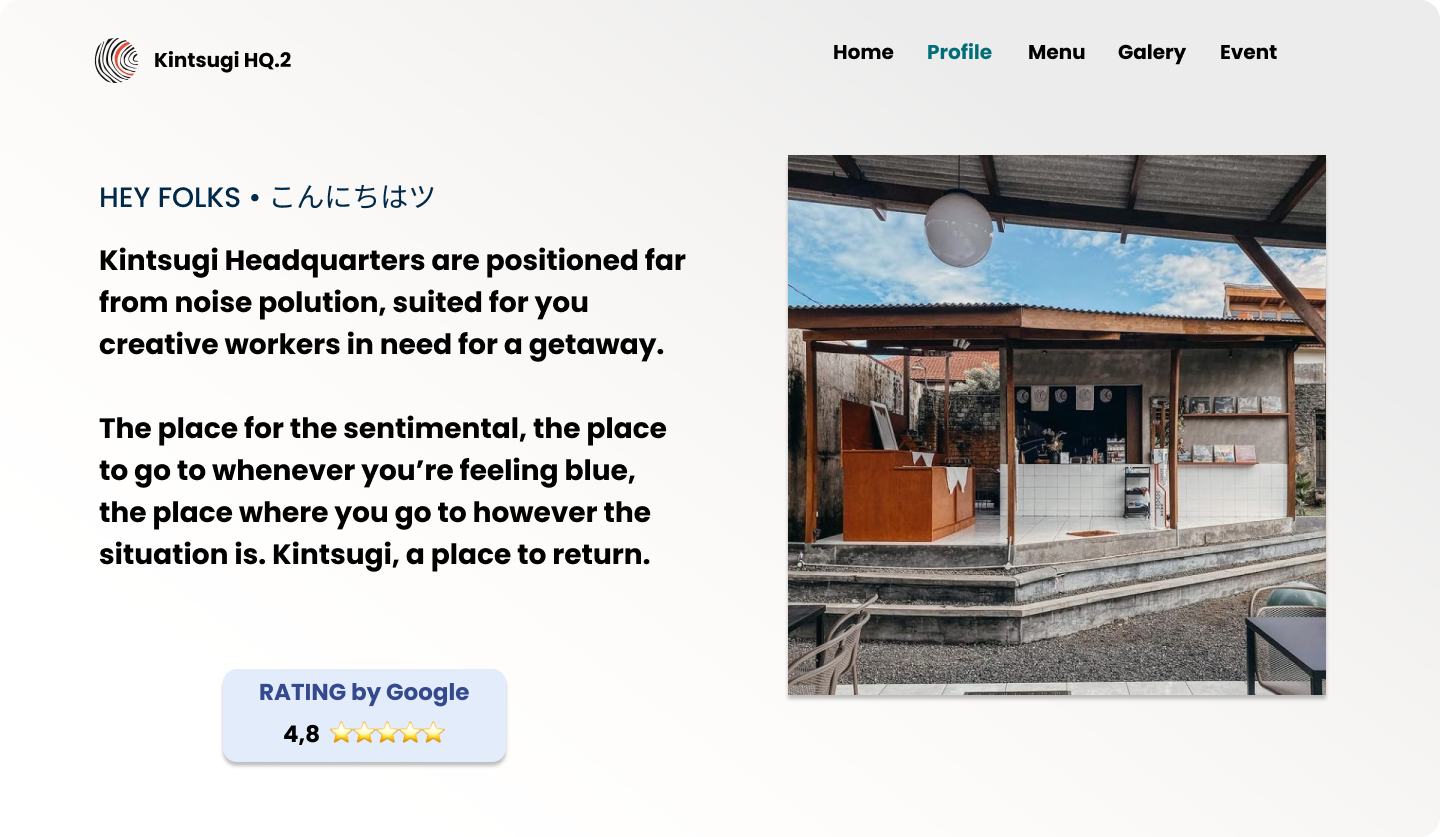 Kintsugi HQ.2
Home Profile Menu Galery Event
HEY FOLKS • こんにちはツ
Kintsugi Headquarters are positioned far
from noise polution, suited for you
creative workers in need for a getaway.
The place for the sentimental, the place
to go to whenever you’re feeling blue,
the place where you go to however the
situation is. Kintsugi, a place to return.
RATING by Google
4,8